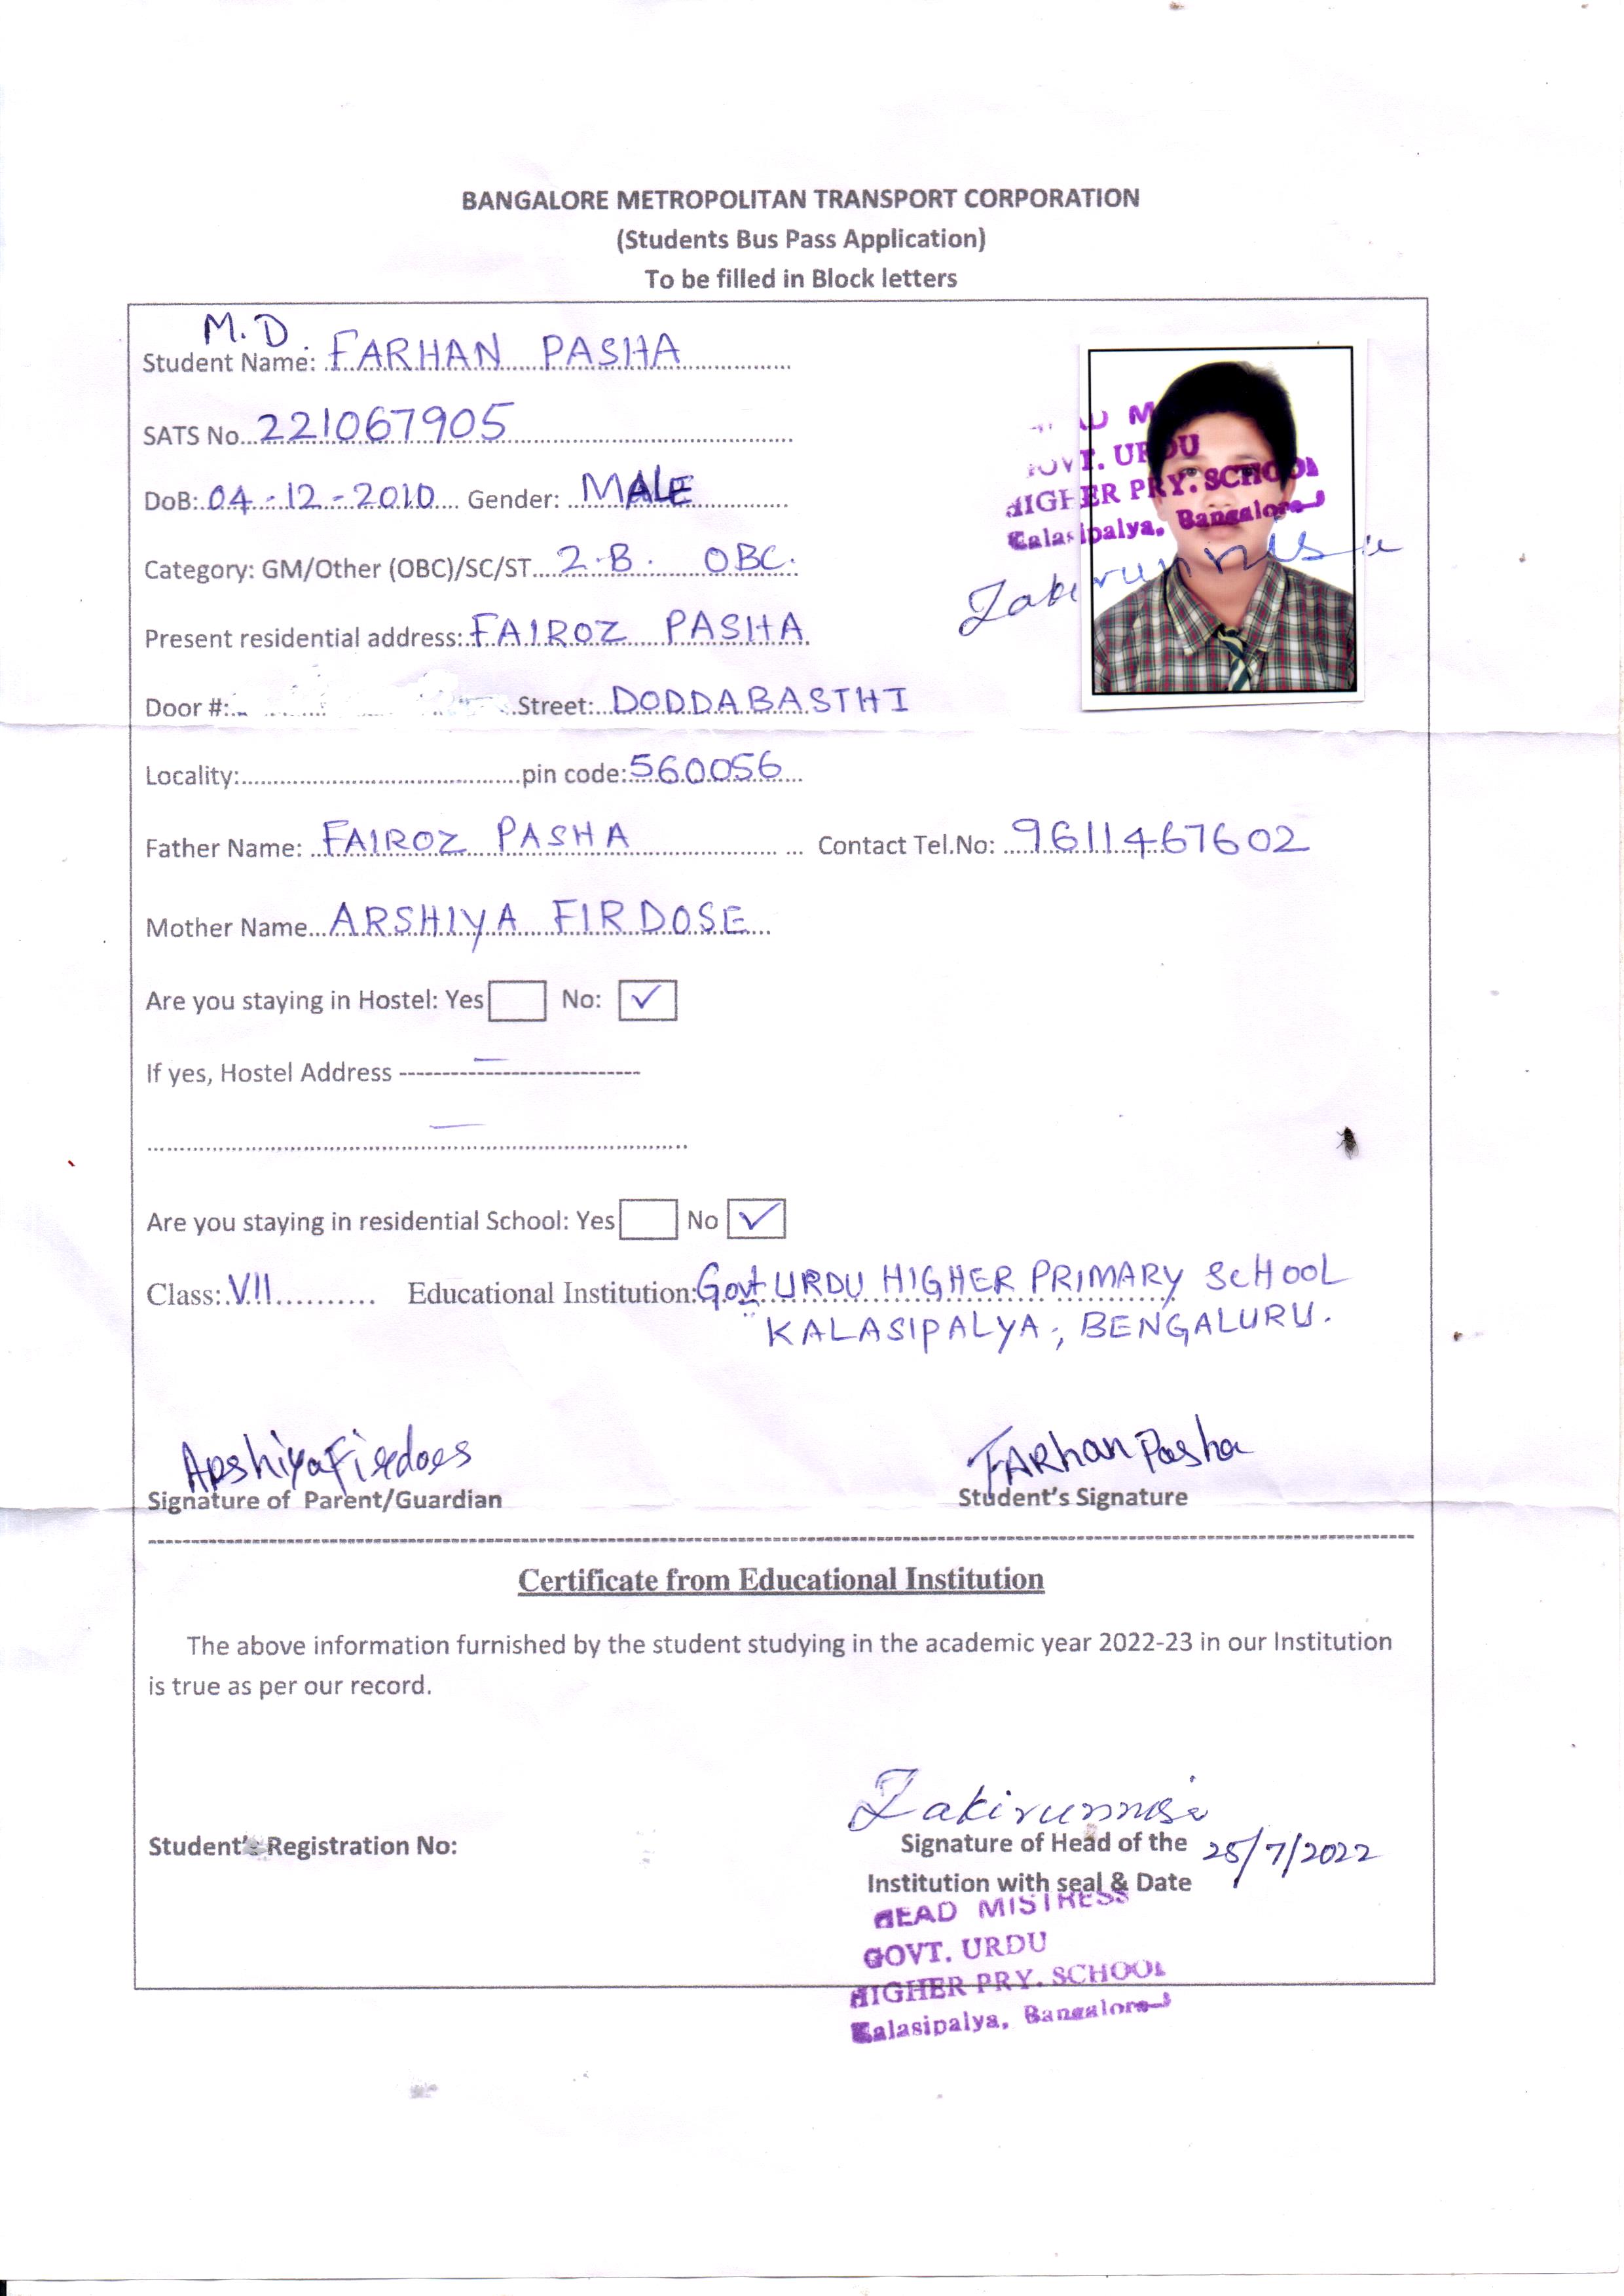 BANGALORE METROPOLITAN TRANSPORT CORPORATION
(Students Bus Pass Application)
To be filled in Block letters
M.D
Student Name: FARHAN PASHA
SATS No 221067905
DoB: 04-12-2010 Gender: MALE
Category: GM/Other (OBC)/SC/ST 2-B. OBC.
Present residential address: FAIROZ PASHA
Door #: Street: DODDABASTHI
Locality: pin code: 560056
Father Name: FAIROZ PASHA Contact Tel.No: 9611467602
Mother Name ARSHIYA FIRDOSE
Are you staying in Hostel: Yes No: ✓
If yes, Hostel Address —
—
Are you staying in residential School: Yes No ✓
Class: VII Educational Institution: Govt URDU HIGHER PRIMARY SCHOOL
KALASIPALYA, BENGALURU.
GOVT. URDU
HIGHER PRY. SCHOOL
Kalasipalya, Bangalore
Zakirunnisa
Arshiya Firdoes
Signature of Parent/Guardian
FARhan Pasha
Student's Signature
Certificate from Educational Institution
The above information furnished by the student studying in the academic year 2022-23 in our Institution
is true as per our record.
Zakirunnisa
Student's Registration No:
Signature of Head of the 25/7/2022
Institution with seal & Date
HEAD MISTRESS
GOVT. URDU
HIGHER PRY. SCHOOL
Kalasipalya, Bangalore